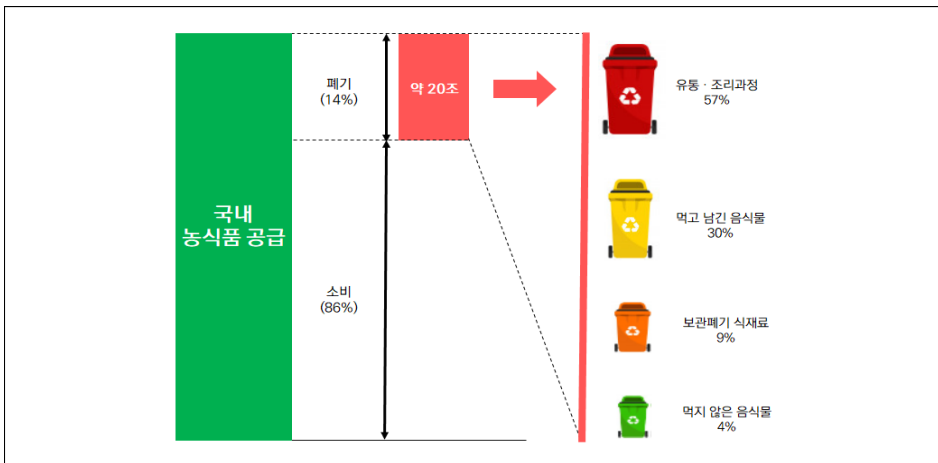 국내
농식품 공급
폐기
(14%)
소비
(86%)
약 20조
유통 · 조리과정
57%
먹고 남긴 음식물
30%
보관폐기 식재료
9%
먹지 않은 음식물
4%